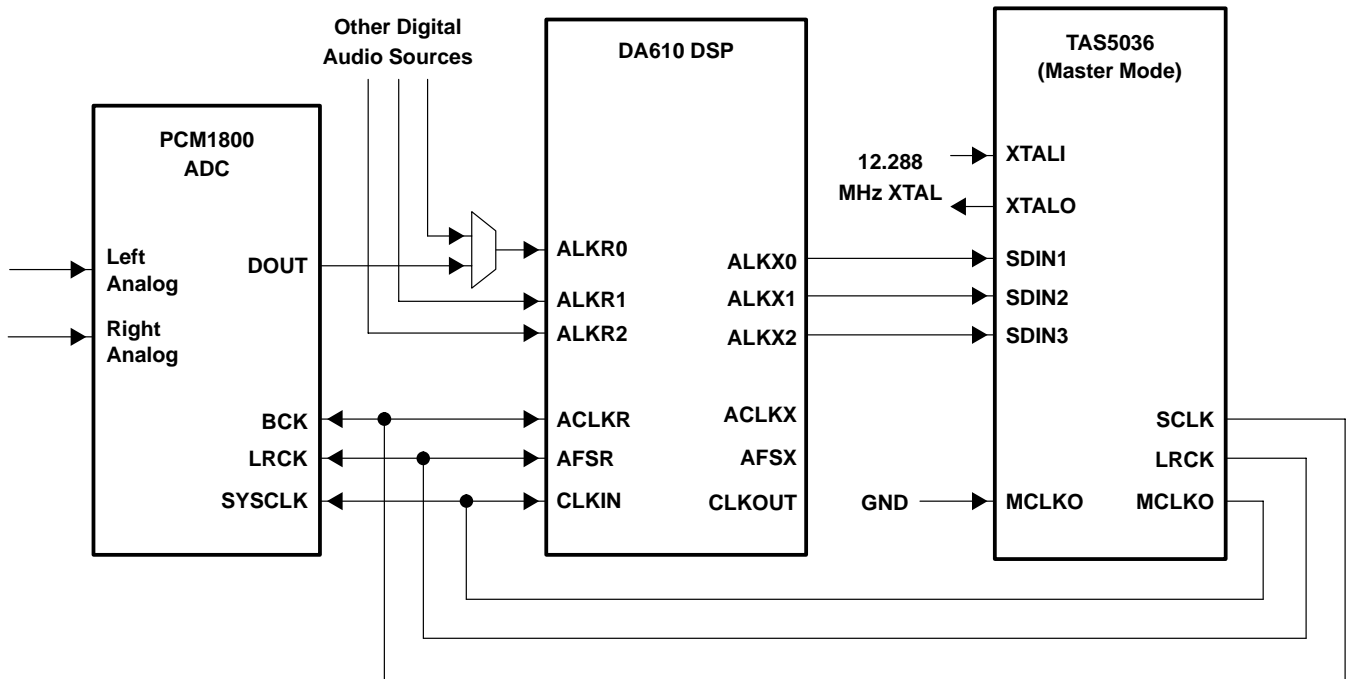 Other Digital
Audio Sources
PCM1800
ADC
Left
Analog
Right
Analog
DOUT
BCK
LRCK
SYSCLK
DA610 DSP
ALKR0
ALKR1
ALKR2
ACLKR
AFSR
CLKIN
ALKX0
ALKX1
ALKX2
ACLKX
AFSX
CLKOUT
12.288
MHz XTAL
GND
TAS5036
(Master Mode)
XTALI
XTALO
SDIN1
SDIN2
SDIN3
MCLKO
SCLK
LRCK
MCLKO